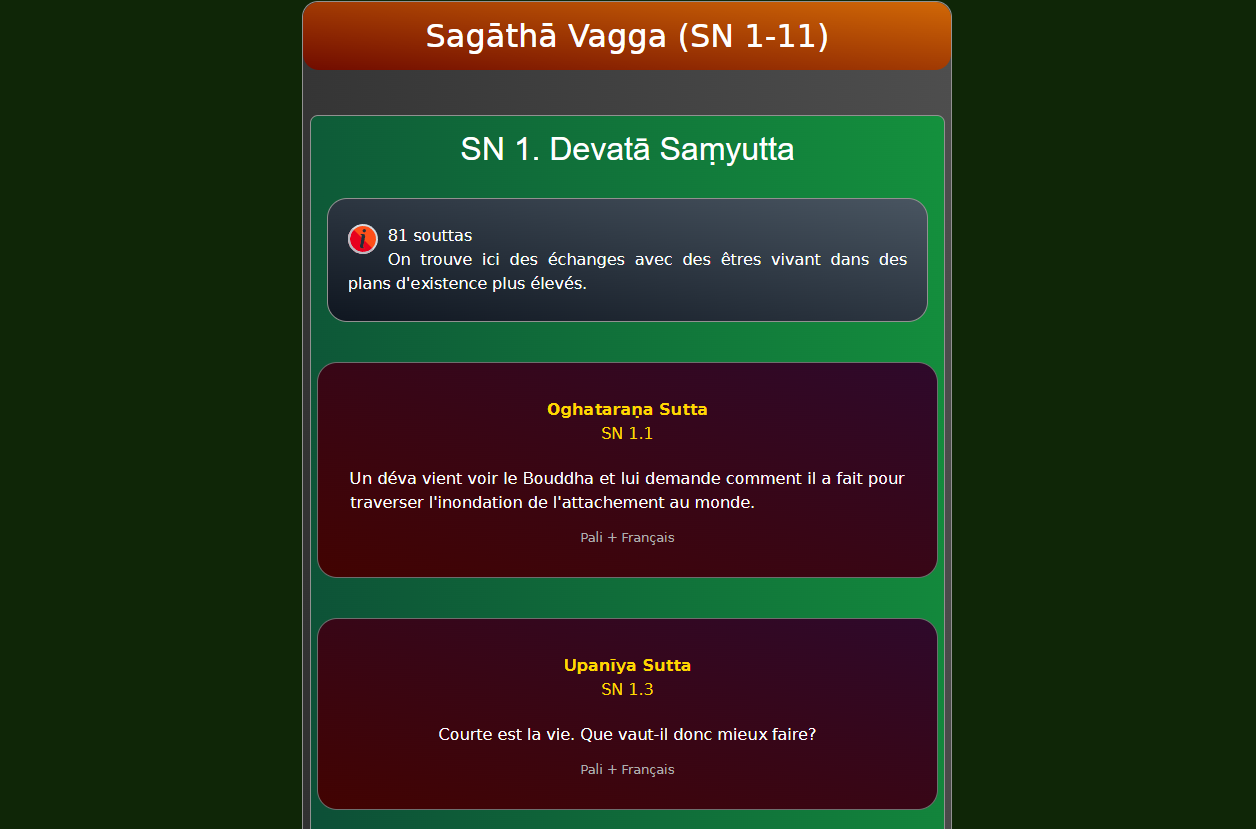 Sagāthā Vagga (SN 1-11)
SN 1. Devatā Saṃyutta
81 souttas
On trouve ici des échanges avec des êtres vivant dans des
plans d'existence plus élevés.
Oghataraṇa Sutta
SN 1.1
Un déva vient voir le Bouddha et lui demande comment il a fait pour
traverser l'inondation de l'attachement au monde.
Pali + Français
Upanīya Sutta
SN 1.3
Courte est la vie. Que vaut-il donc mieux faire?
Pali + Français